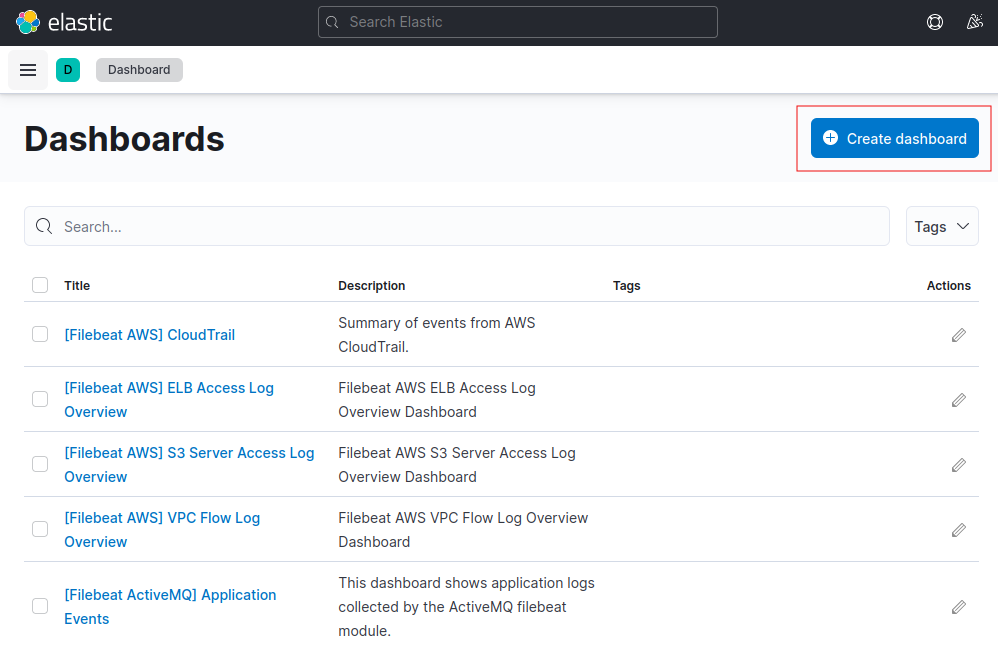 elastic
Search Elastic
D
Dashboard
Dashboards
Create dashboard
Search...
Tags
Title Description Tags Actions
[Filebeat AWS] CloudTrail
Summary of events from AWS
CloudTrail.
[Filebeat AWS] ELB Access Log
Overview
Filebeat AWS ELB Access Log
Overview Dashboard
[Filebeat AWS] S3 Server Access Log
Overview
Filebeat AWS S3 Server Access Log
Overview Dashboard
[Filebeat AWS] VPC Flow Log
Overview
Filebeat AWS VPC Flow Log Overview
Dashboard
[Filebeat ActiveMQ] Application
Events
This dashboard shows application logs
collected by the ActiveMQ filebeat
module.